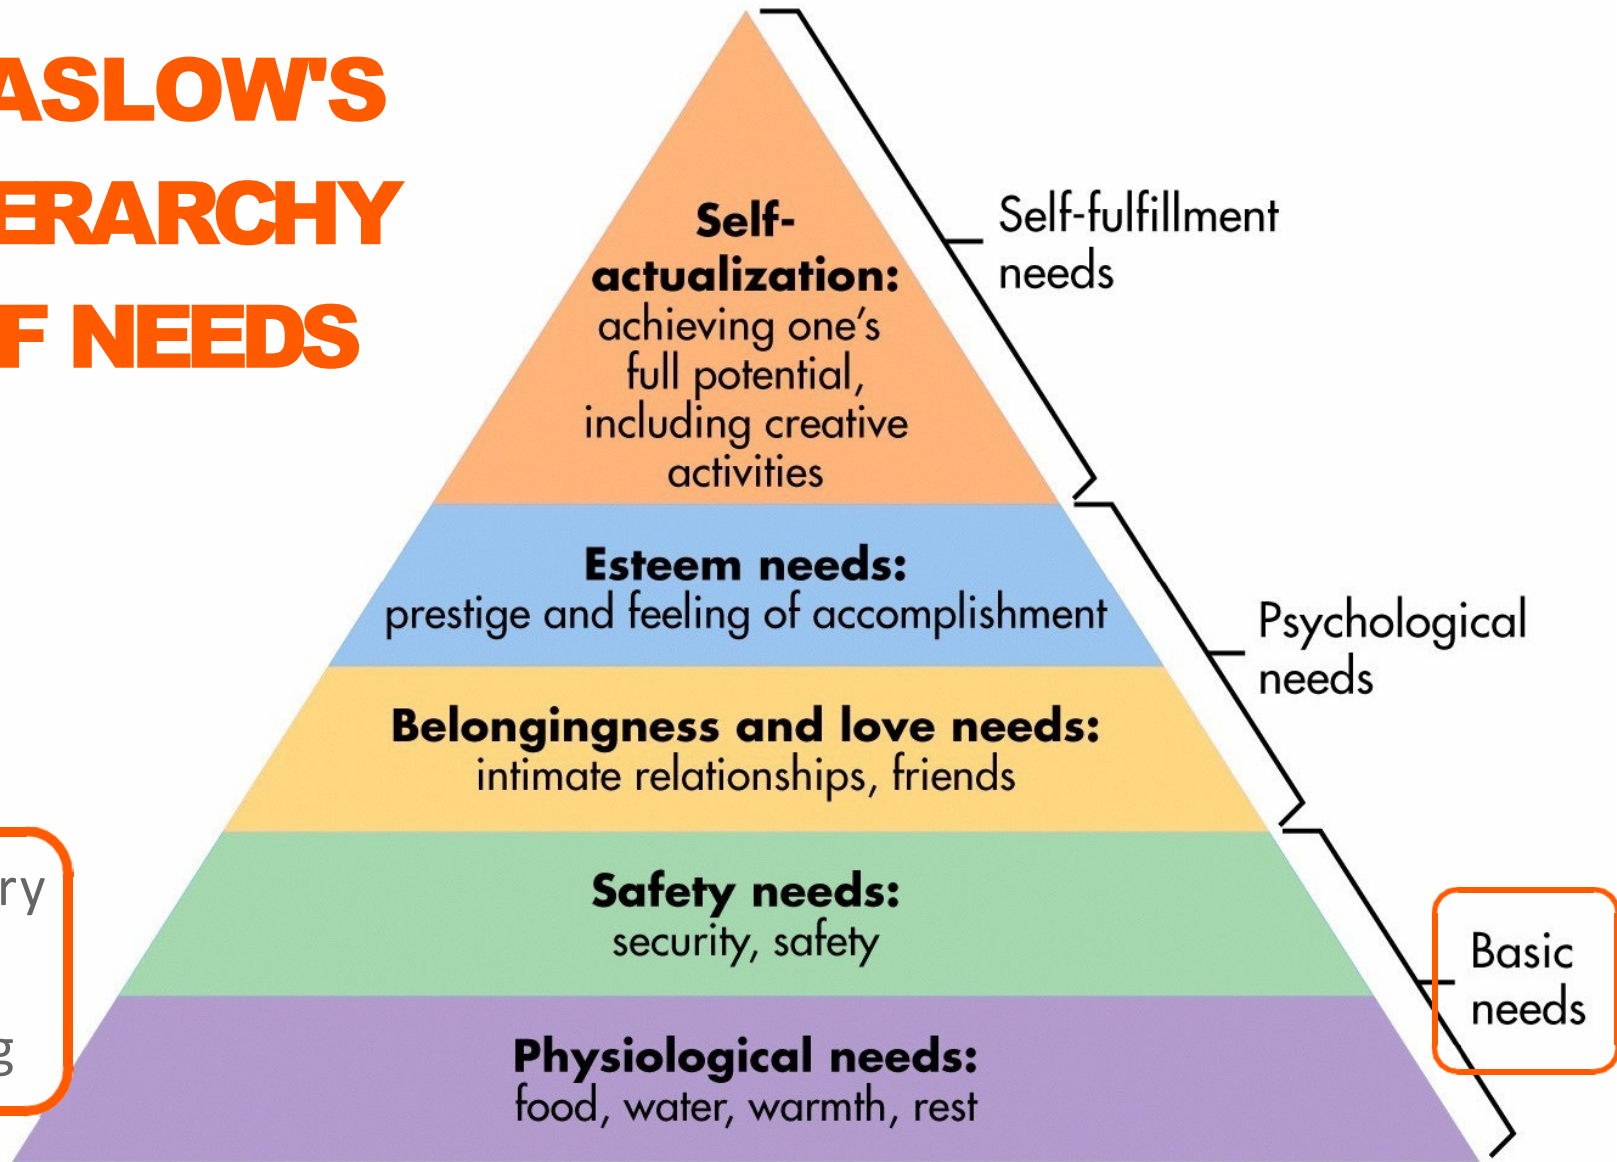 ASLOW'S
ERARCHY
F NEEDS
Self-
actualization:
achieving one's
full potential,
including creative
activities
Self-fulfillment
needs
Esteem needs:
prestige and feeling of accomplishment
Psychological
needs
Belongingness and love needs:
intimate relationships, friends
ry
g
Safety needs:
security, safety
Basic
needs
Physiological needs:
food, water, warmth, rest